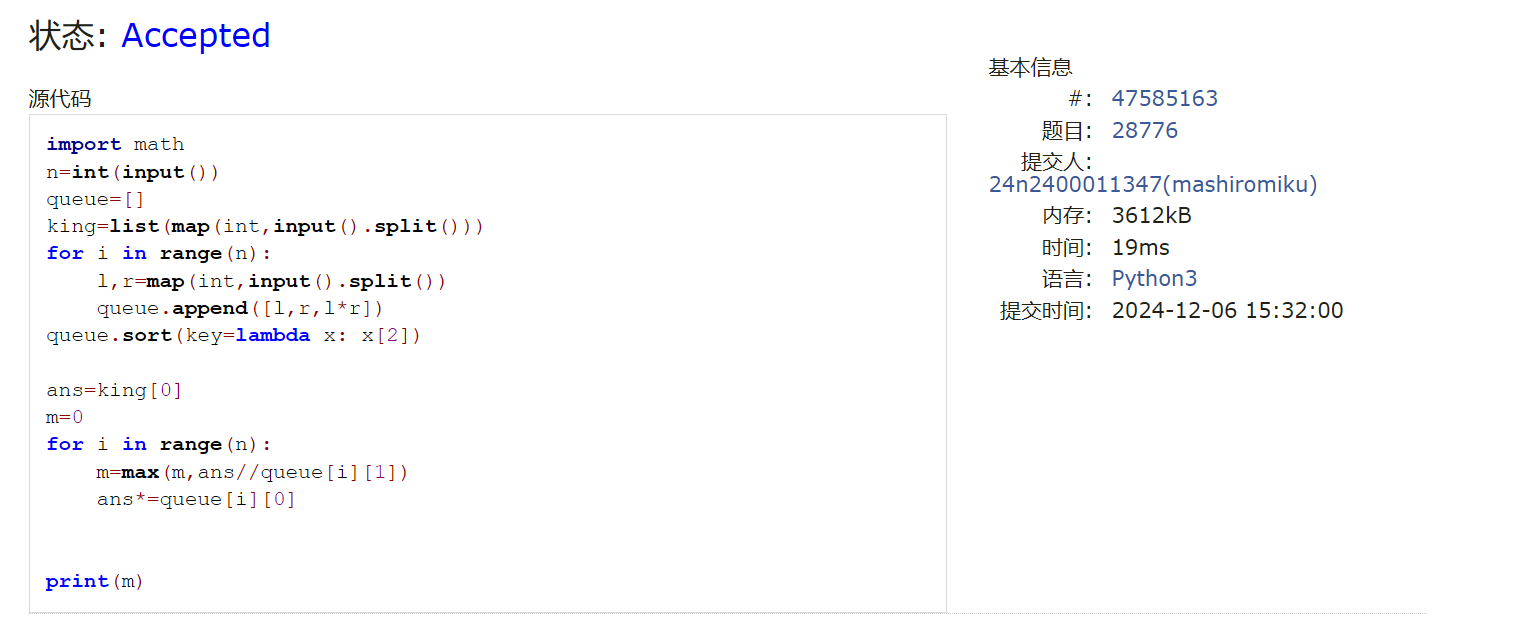 状态: Accepted
源代码
import math
n=int(input())
queue=[]
king=list(map(int,input().split()))
for i in range(n):
    l,r=map(int,input().split())
    queue.append([l,r,l*r])
queue.sort(key=lambda x: x[2])
ans=king[0]
m=0
for i in range(n):
    m=max(m,ans//queue[i][1])
    ans*=queue[i][0]
print(m)
基本信息
#: 47585163
题目: 28776
提交人:
24n2400011347(mashiromiku)
内存: 3612kB
时间: 19ms
语言: Python3
提交时间: 2024-12-06 15:32:00